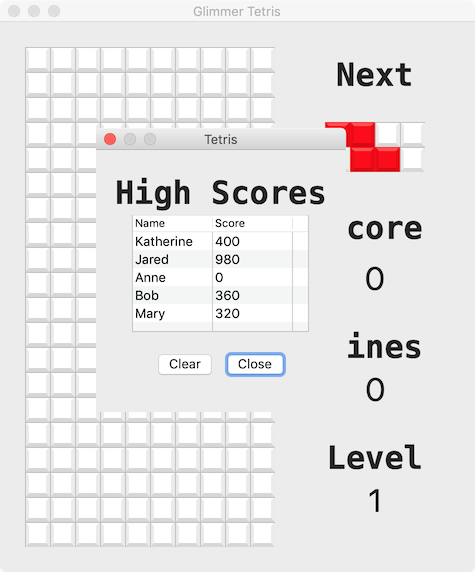 Glimmer Tetris
Next
Tetris
High Scores
Name Score
Katherine 400
Jared 980
Anne 0
Bob 360
Mary 320
Clear Close
core
0
ines
0
Level
1